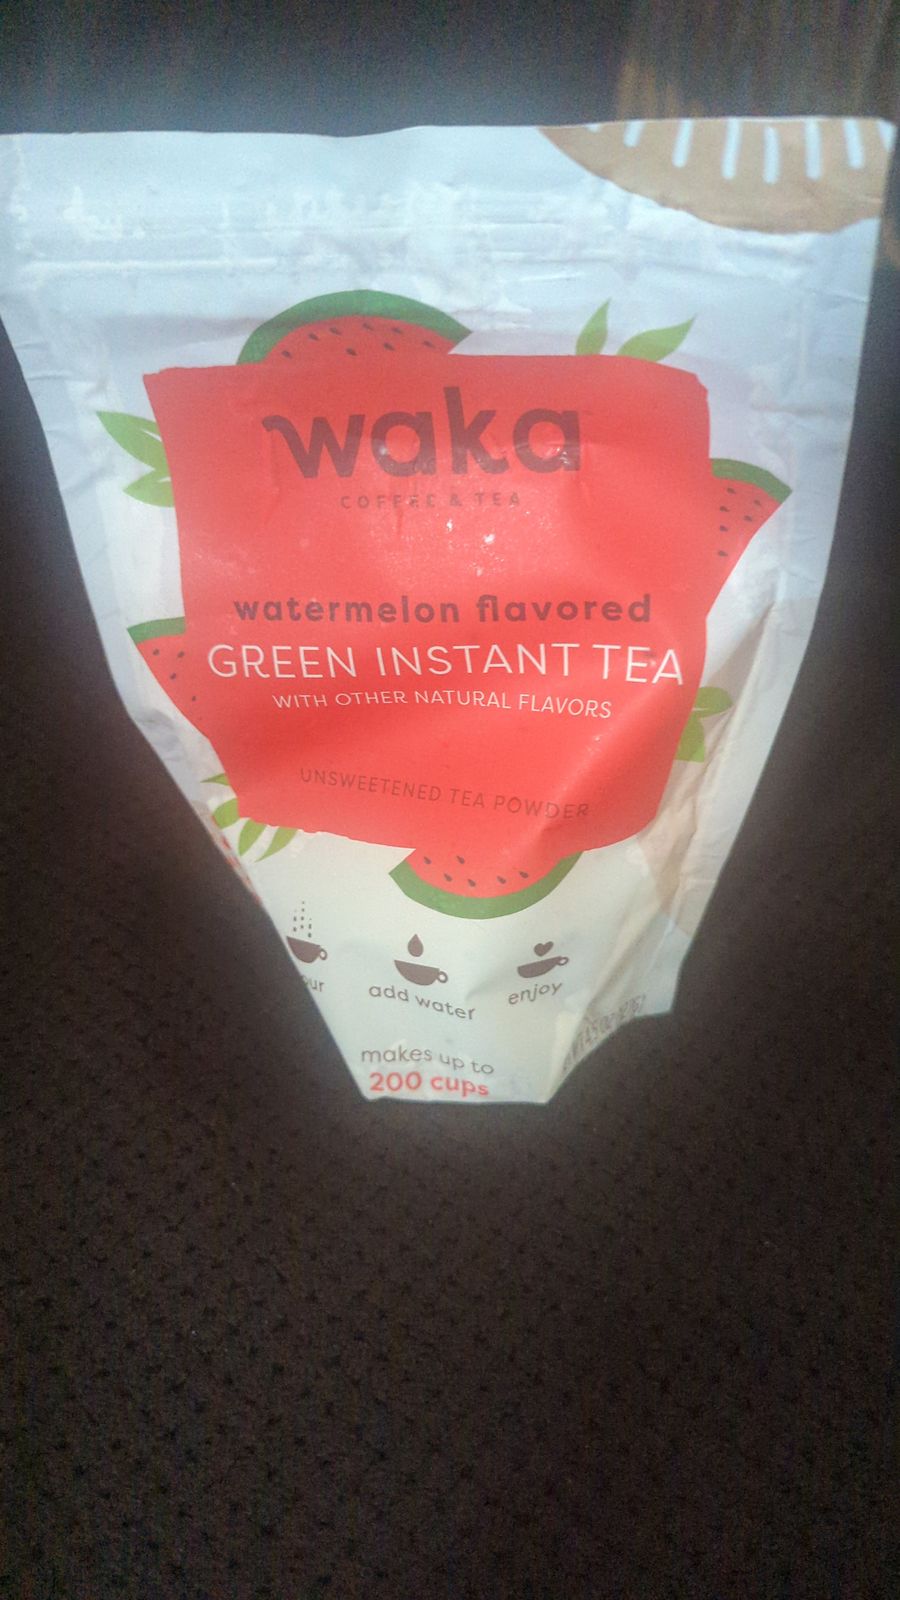 waka
COFFEE & TEA
watermelon flavored
GREEN INSTANT TEA
WITH OTHER NATURAL FLAVORS
UNSWEETENED TEA POWDER
add water
enjoy
makes up to
200 cups